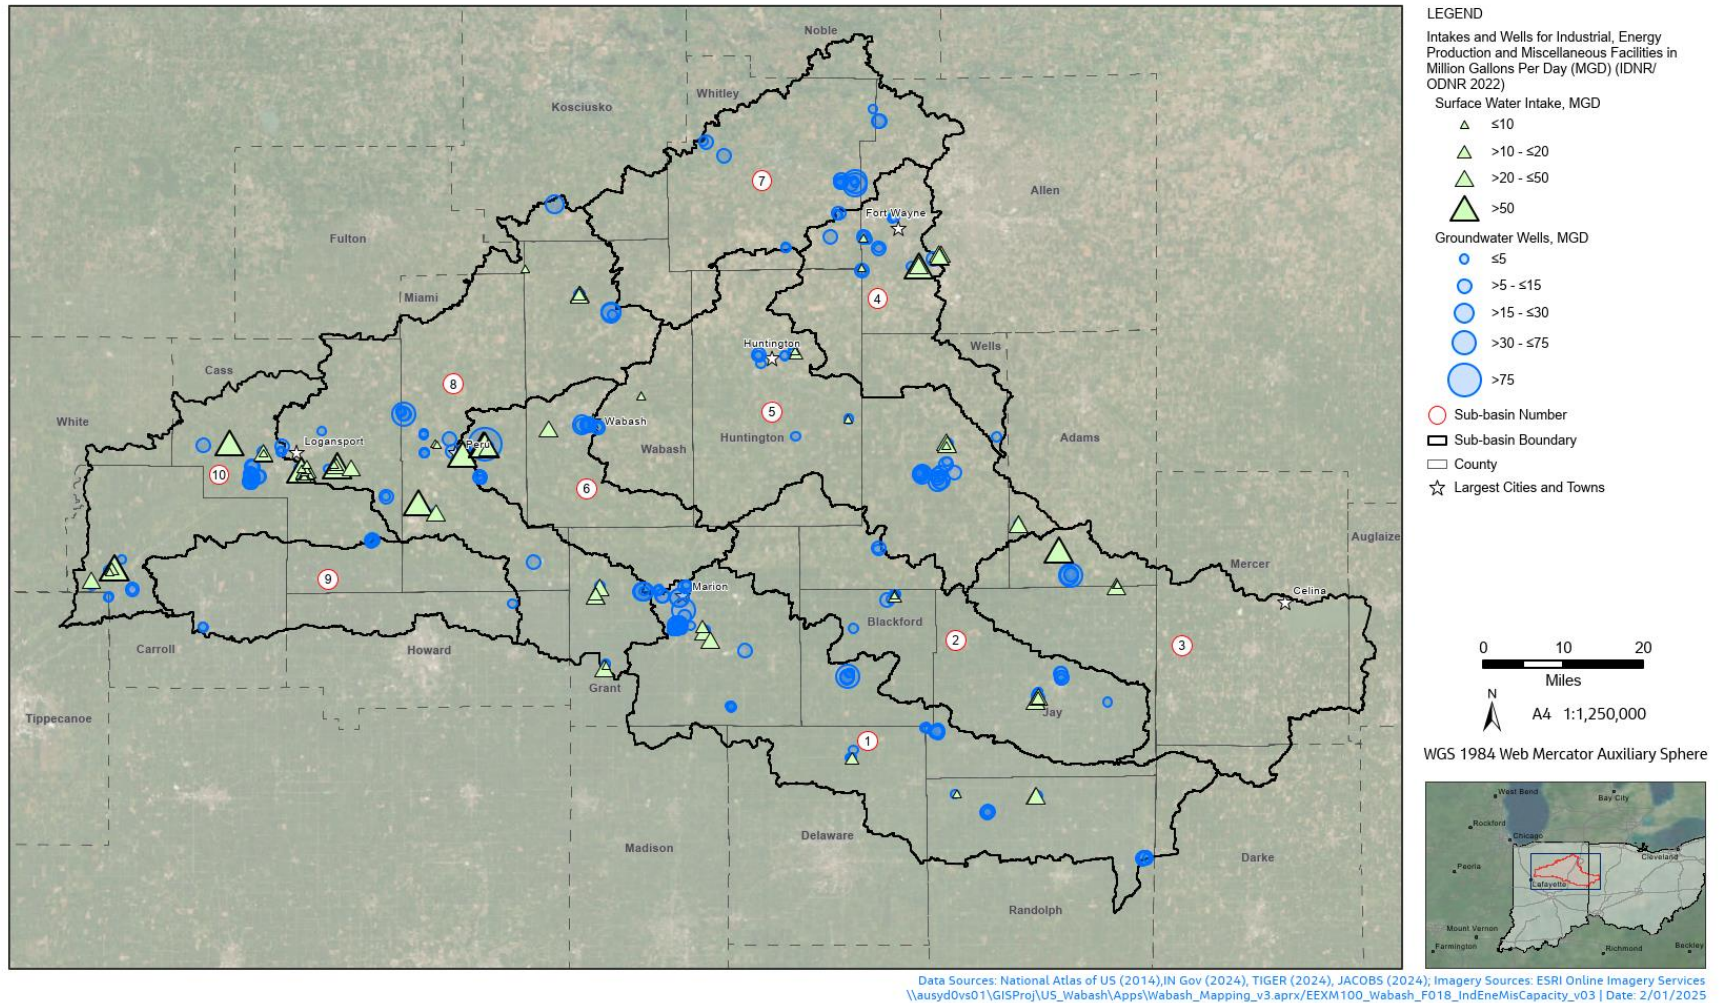 Noble
Whitley
Kosciusko
7
Allen
Fort Wayne
Fulton
Miami
4
Huntington
Wells
Cass
8
White
5
Wabash
Huntington
Adams
Logansport
Peru
Wabash
10
6
Auglaize
Mercer
9
Marion
Celina
Blackford
2
3
Carroll
Howard
Grant
Jay
Tippecanoe
1
Delaware
Madison
Darke
Randolph
LEGEND
Intakes and Wells for Industrial, Energy
Production and Miscellaneous Facilities in
Million Gallons Per Day (MGD) (IDNR/
ODNR 2022)
Surface Water Intake, MGD
≤10
>10 - ≤20
>20 - ≤50
>50
Groundwater Wells, MGD
≤5
>5 - ≤15
>15 - ≤30
>30 - ≤75
>75
Sub-basin Number
Sub-basin Boundary
County
Largest Cities and Towns
0 10 20
Miles
N
A4 1:1,250,000
WGS 1984 Web Mercator Auxiliary Sphere
West Bend
Bay City
Rockford
Chicago
Cleveland
Peoria
Lafayette
Mount Vernon
Farmington
Richmond
Beckley
Data Sources: National Atlas of US (2014),IN Gov (2024), TIGER (2024), JACOBS (2024); Imagery Sources: ESRI Online Imagery Services
\\ausyd0vs01\GISProj\US_Wabash\Apps\Wabash_Mapping_v3.aprx/EEXM100_Wabash_F018_IndEneMisCapacity_v03 | Date: 2/01/2025